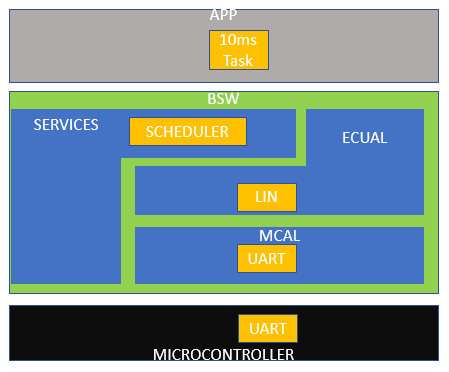 APP
10ms
Task
BSW
SERVICES
SCHEDULER
ECUAL
LIN
MCAL
UART
UART
MICROCONTROLLER